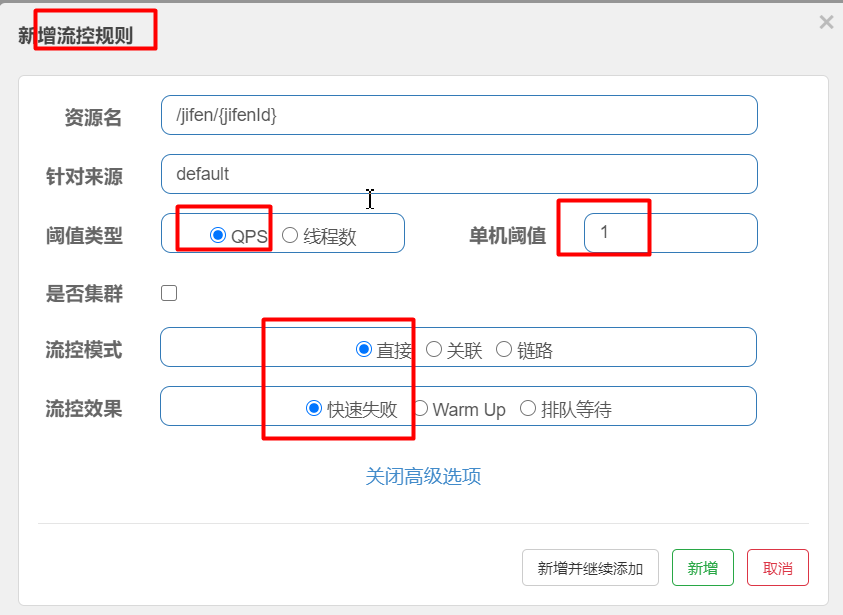 新增流控规则
×
资源名 /jifen/{jifenId}
针对来源 default
阈值类型 QPS 线程数 单机阈值 1
是否集群
流控模式 直接 关联 链路
流控效果 快速失败 Warm Up 排队等待
关闭高级选项
新增并继续添加 新增 取消